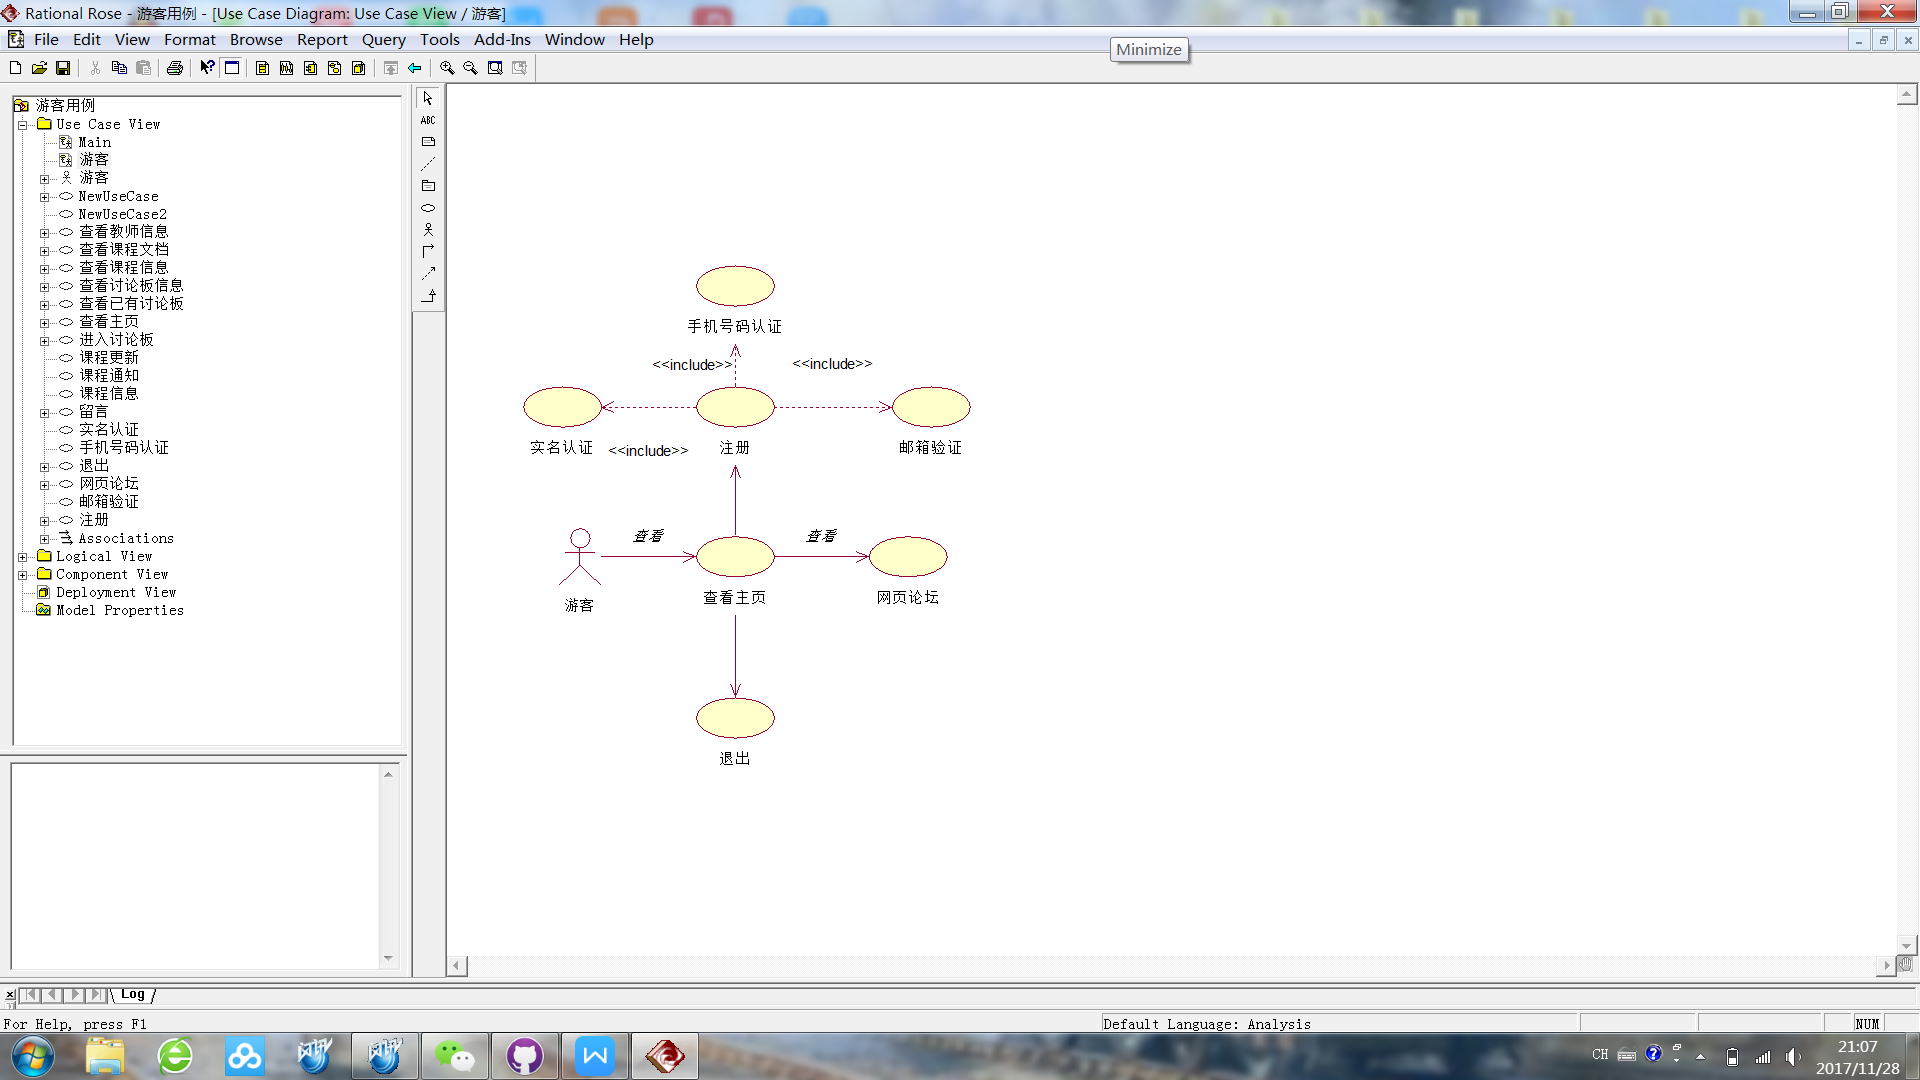 Rational Rose - 游客用例 - [Use Case Diagram: Use Case View / 游客]
File Edit View Format Browse Report Query Tools Add-Ins Window Help
Minimize
游客用例
Use Case View
Main
游客
游客
NewUseCase
NewUseCase2
查看教师信息
查看课程文档
查看课程信息
查看讨论板信息
查看已有讨论板
查看主页
进入讨论板
课程更新
课程通知
课程信息
留言
实名认证
手机号码认证
退出
网页论坛
邮箱验证
注册
Associations
Logical View
Component View
Deployment View
Model Properties
ABC
手机号码认证
<<include>> <<include>>
实名认证 <<include>> 注册 邮箱验证
查看 查看
游客 查看主页 网页论坛
退出
Log
For Help, press F1
Default Language: Analysis
NUM
CH
21:07
2017/11/28